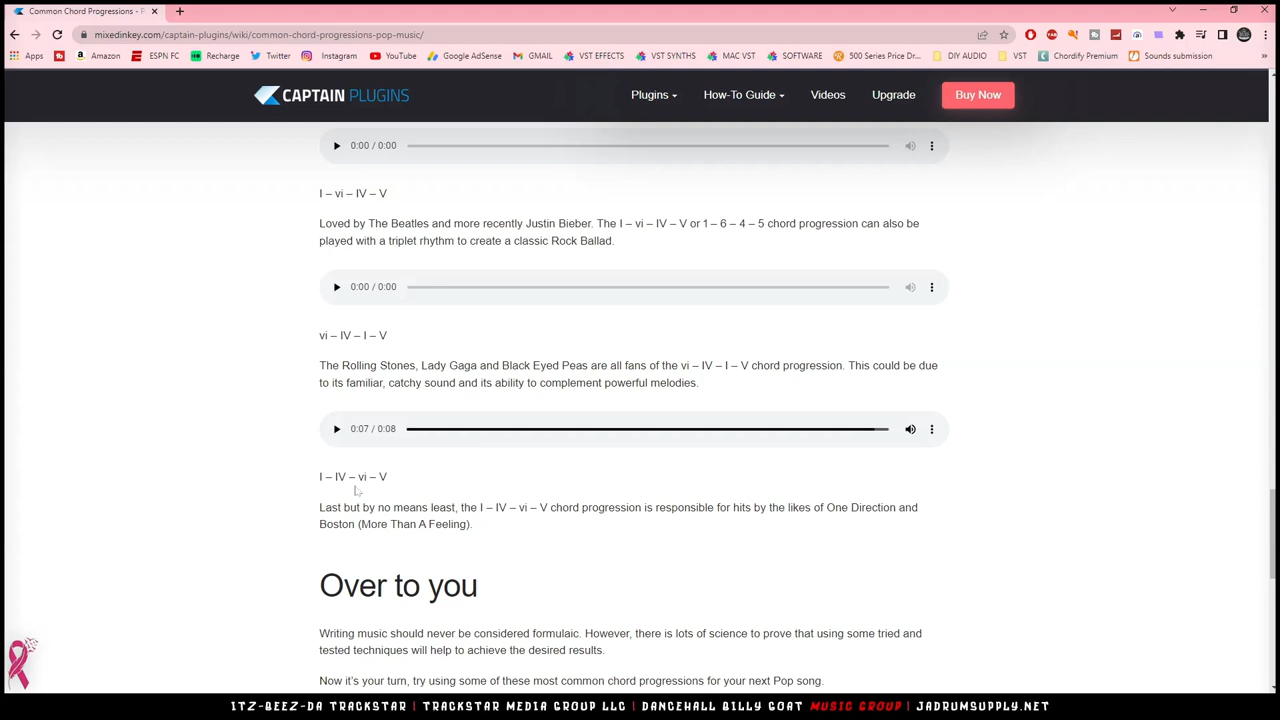 Common Chord Progressions - P
mixedinkey.com/captain-plugins/wiki/common-chord-progressions-pop-music/
Apps Amazon ESPN FC Recharge Twitter Instagram YouTube Google AdSense GMAIL VST EFFECTS VST SYNTHS MAC VST SOFTWARE 500 Series Price Dr... DIY AUDIO VST Chordify Premium Sounds submission »
CAPTAIN PLUGINS Plugins How-To Guide Videos Upgrade Buy Now
0:00 / 0:00
I – vi – IV – V
Loved by The Beatles and more recently Justin Bieber. The I – vi – IV – V or 1 – 6 – 4 – 5 chord progression can also be
played with a triplet rhythm to create a classic Rock Ballad.
0:00 / 0:00
vi – IV – I – V
The Rolling Stones, Lady Gaga and Black Eyed Peas are all fans of the vi – IV – I – V chord progression. This could be due
to its familiar, catchy sound and its ability to complement powerful melodies.
0:07 / 0:08
I – IV – vi – V
Last but by no means least, the I – IV – vi – V chord progression is responsible for hits by the likes of One Direction and
Boston (More Than A Feeling).
Over to you
Writing music should never be considered formulaic. However, there is lots of science to prove that using some tried and
tested techniques will help to achieve the desired results.
Now it's your turn, try using some of these most common chord progressions for your next Pop song.
ITZ-BEEZ-DA TRACKSTAR | TRACKSTAR MEDIA GROUP LLC | DANCEHALL BILLY GOAT MUSIC GROUP | JADRUMSUPPLY.NET